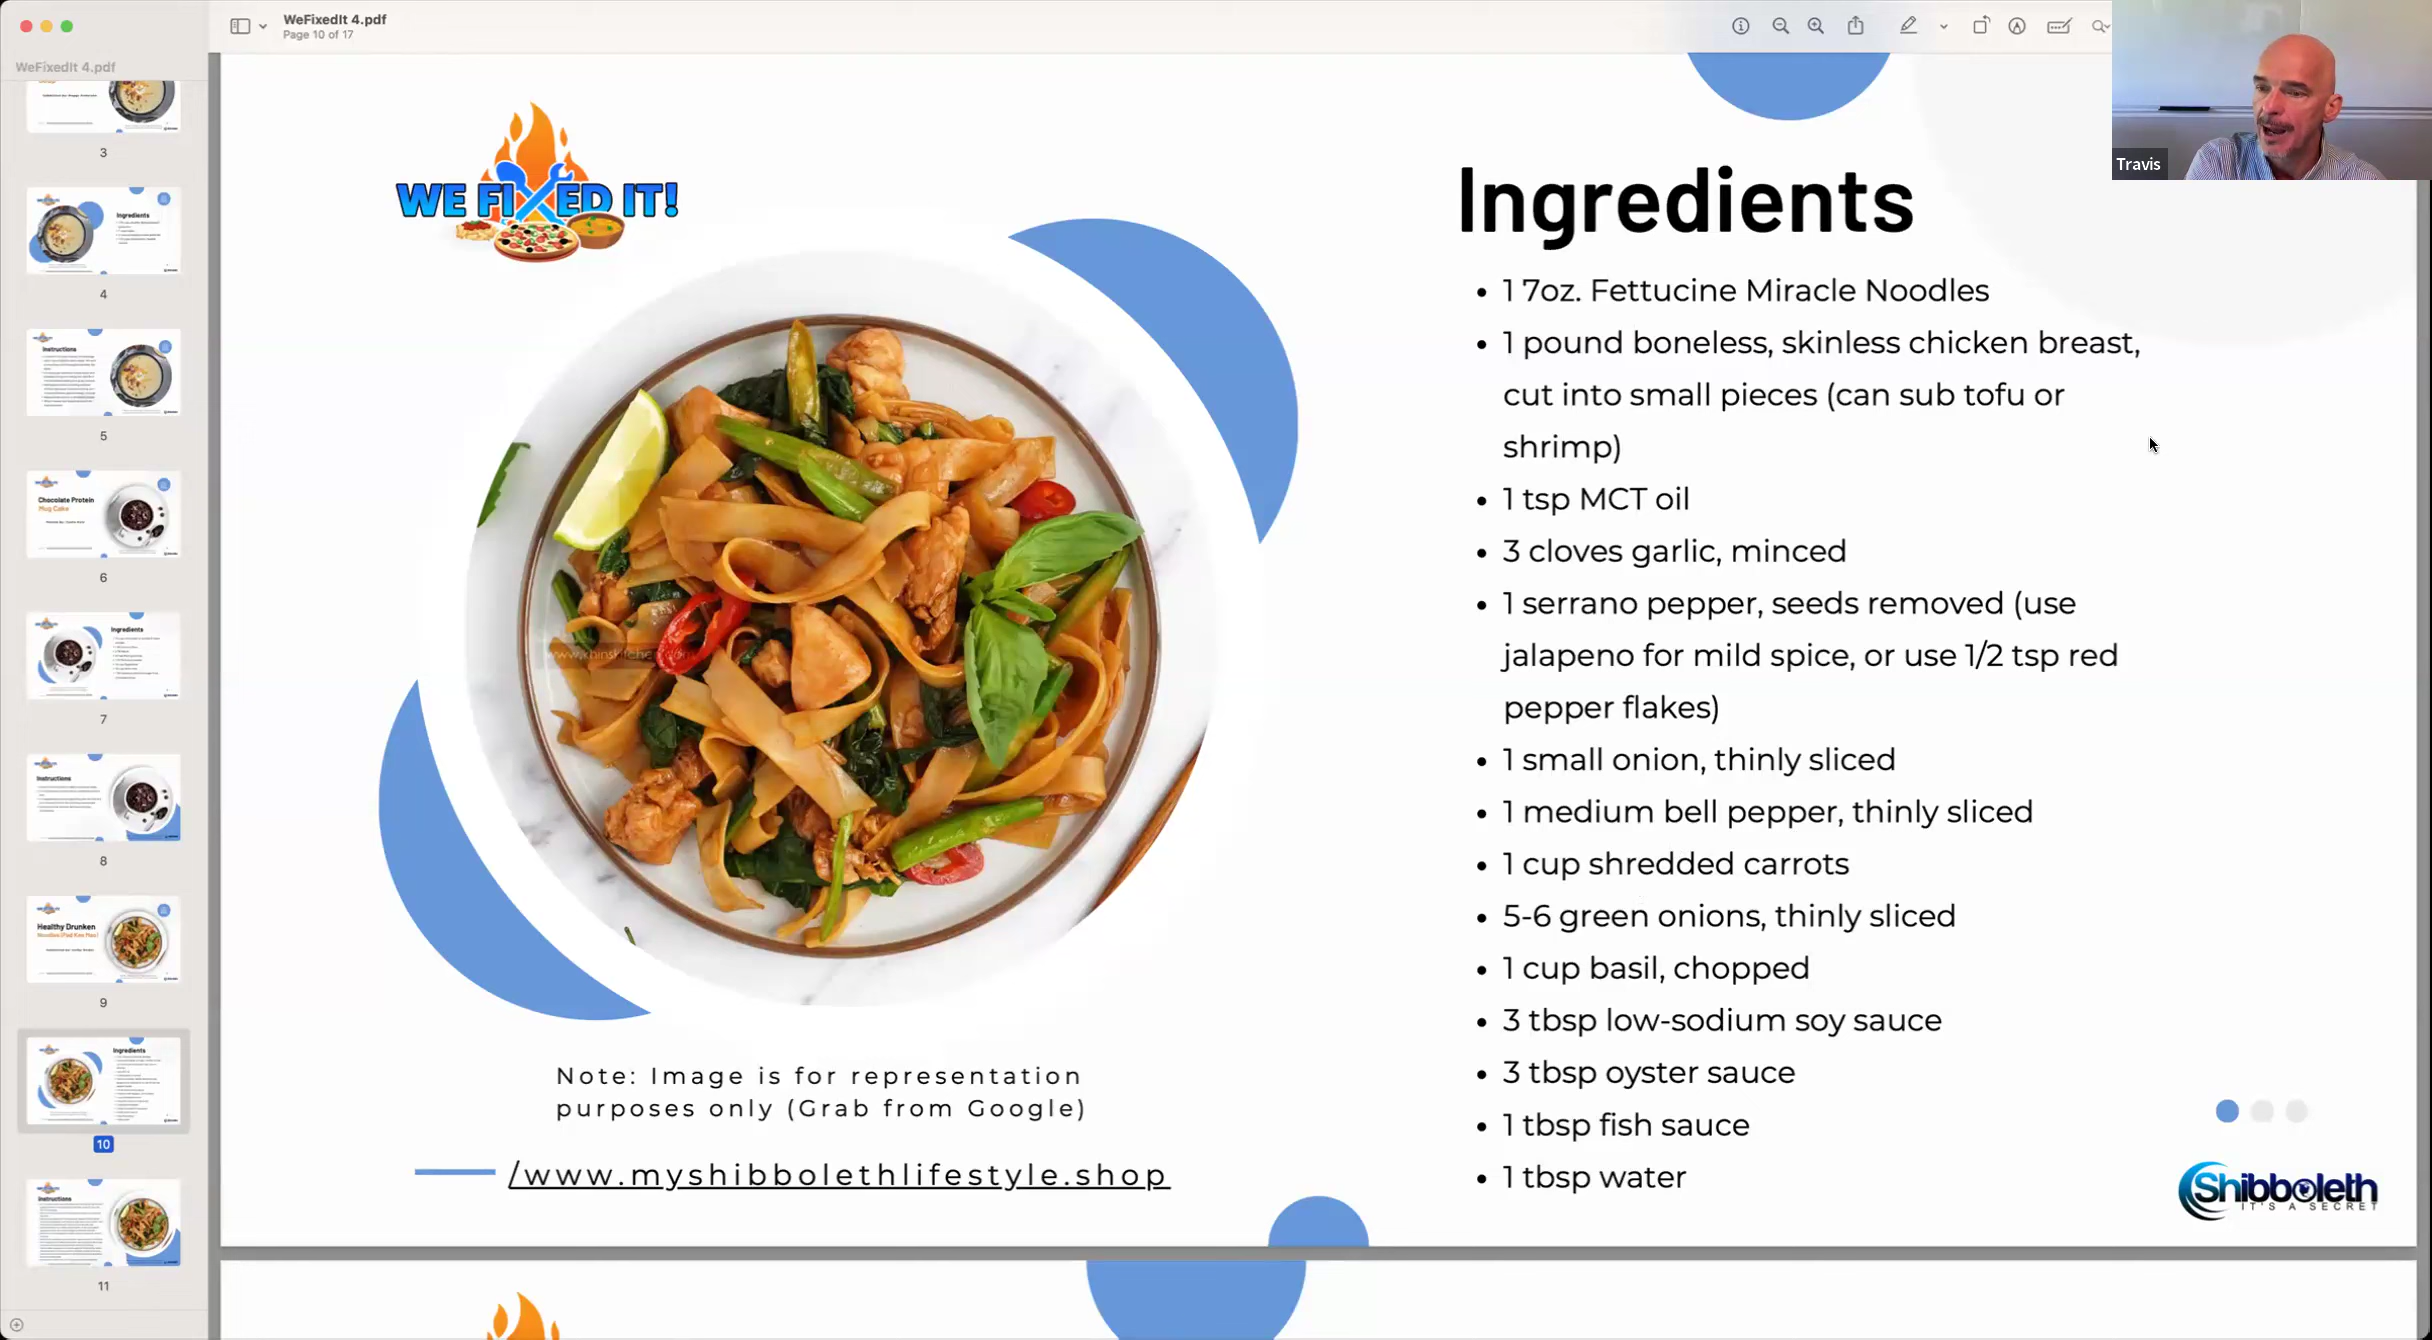 WeFixedIt 4.pdf
Page 10 of 17
WeFixedIt 4.pdf
3
Ingredients
4
Instructions
5
Chocolate Protein
Mug Cake
6
Ingredients
7
Instructions
8
Healthy Drunken
Noodles (Pad Kee Mao)
9
Ingredients
10
Instructions
11
WE FIXED IT!
Note: Image is for representation
purposes only (Grab from Google)
/www.myshibbolethlifestyle.shop
Ingredients
• 1 7oz. Fettucine Miracle Noodles
• 1 pound boneless, skinless chicken breast,
cut into small pieces (can sub tofu or
shrimp)
• 1 tsp MCT oil
• 3 cloves garlic, minced
• 1 serrano pepper, seeds removed (use
jalapeno for mild spice, or use 1/2 tsp red
pepper flakes)
• 1 small onion, thinly sliced
• 1 medium bell pepper, thinly sliced
• 1 cup shredded carrots
• 5-6 green onions, thinly sliced
• 1 cup basil, chopped
• 3 tbsp low-sodium soy sauce
• 3 tbsp oyster sauce
• 1 tbsp fish sauce
• 1 tbsp water
Shibboleth
IT'S A SECRET
Travis